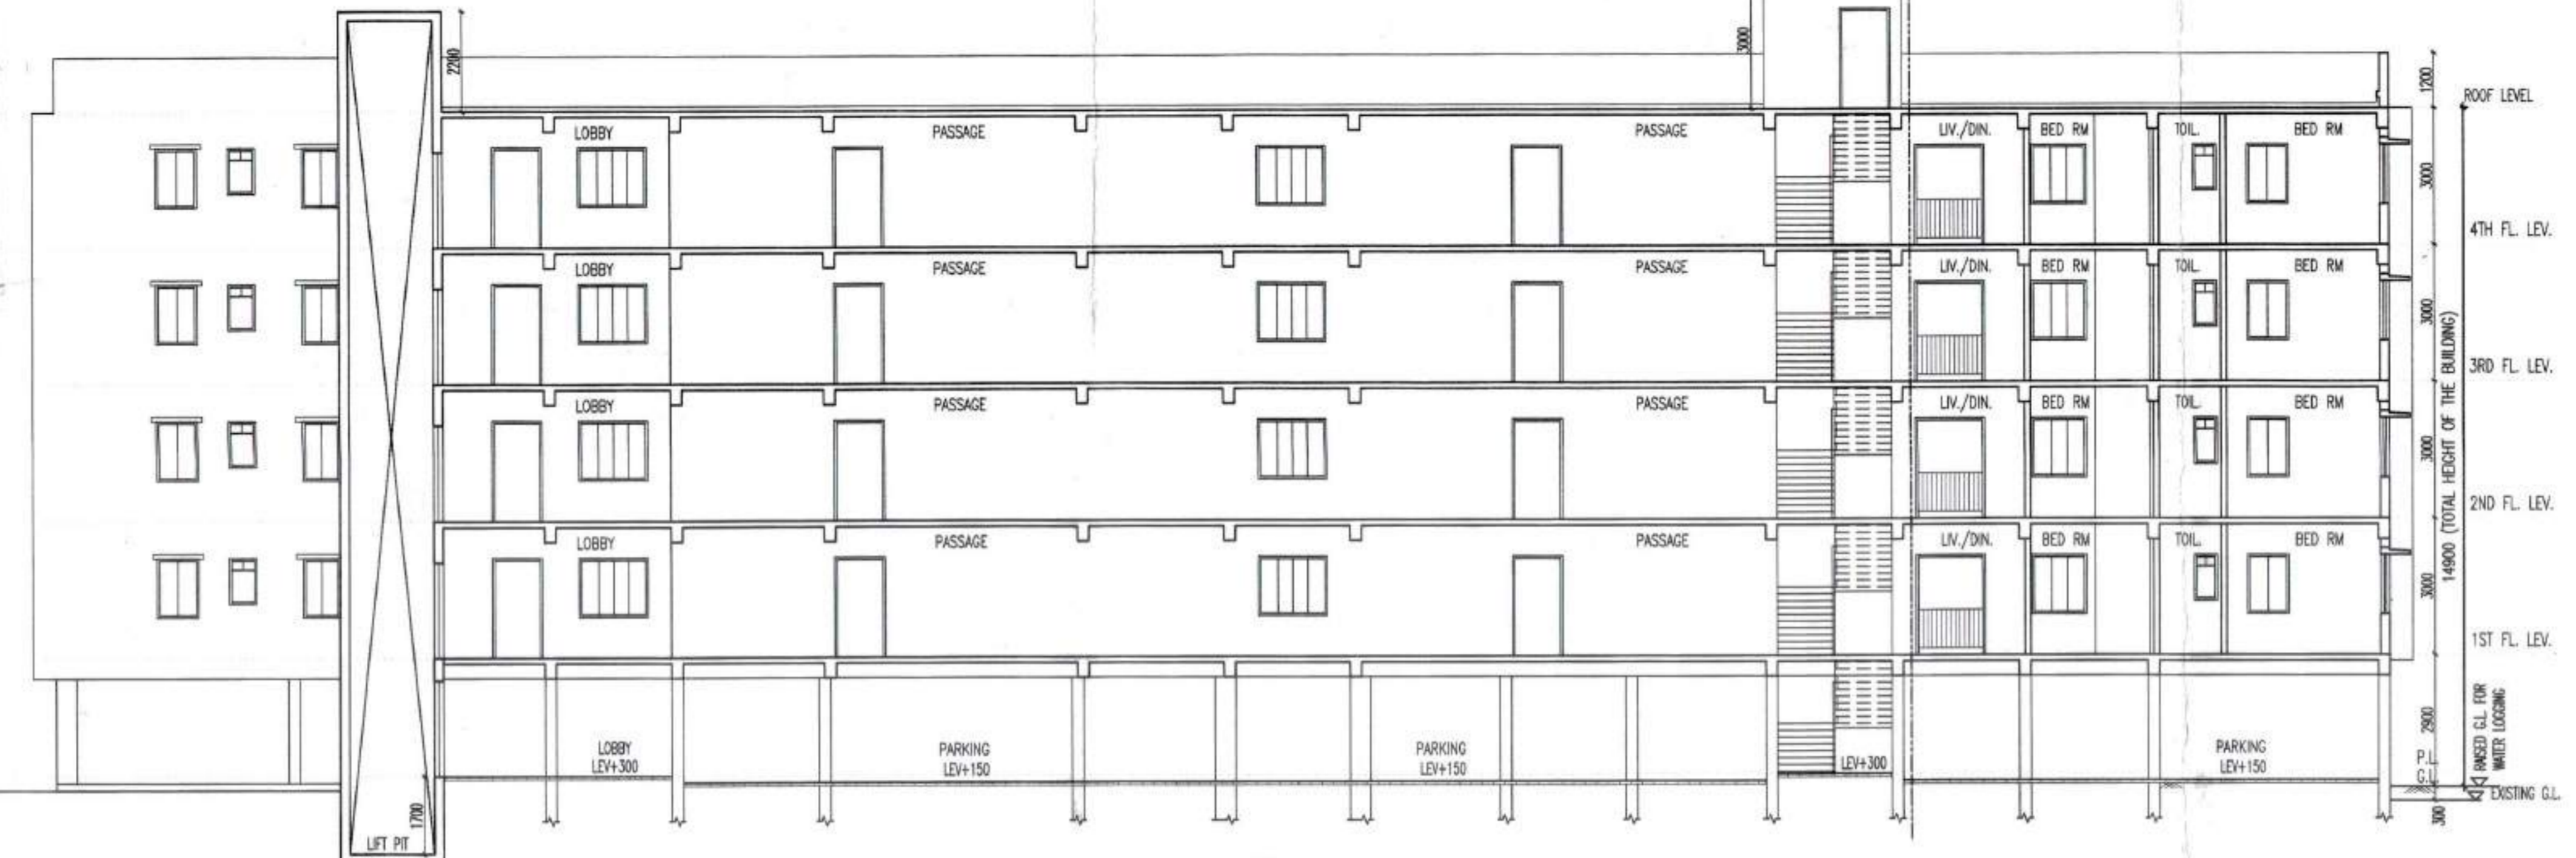 2200
3000
1200
ROOF LEVEL
LOBBY PASSAGE PASSAGE LIV./DIN. BED RM TOIL. BED RM
3000
4TH FL. LEV.
LOBBY PASSAGE PASSAGE LIV./DIN. BED RM TOIL. BED RM
3000
3RD FL. LEV.
14900 (TOTAL HEIGHT OF THE BUILDING)
LOBBY PASSAGE PASSAGE LIV./DIN. BED RM TOIL. BED RM
3000
2ND FL. LEV.
LOBBY PASSAGE PASSAGE LIV./DIN. BED RM TOIL. BED RM
3000
1ST FL. LEV.
2900
RAISED G.L. FOR
WATER LOGGING
LOBBY
LEV+300
PARKING
LEV+150
PARKING
LEV+150
LEV+300
PARKING
LEV+150
P.L.
G.L.
EXISTING G.L.
300
1700
LIFT PIT